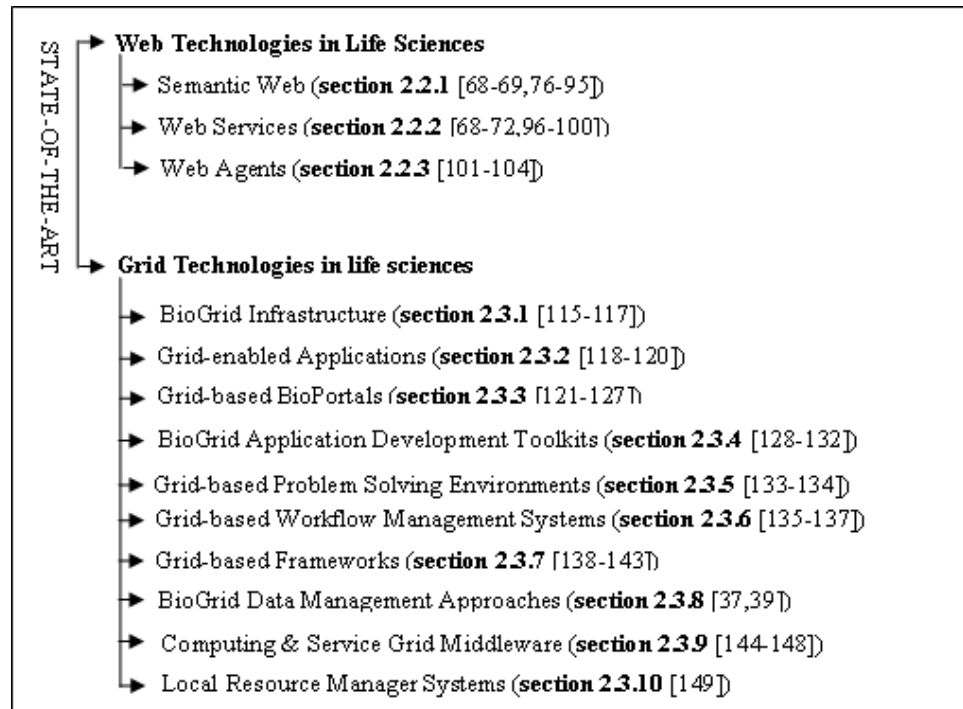 STATE-OF-THE-ART
Web Technologies in Life Sciences
Semantic Web (section 2.2.1 [68-69,76-95])
Web Services (section 2.2.2 [68-72,96-100])
Web Agents (section 2.2.3 [101-104])
Grid Technologies in life sciences
BioGrid Infrastructure (section 2.3.1 [115-117])
Grid-enabled Applications (section 2.3.2 [118-120])
Grid-based BioPortals (section 2.3.3 [121-127])
BioGrid Application Development Toolkits (section 2.3.4 [128-132])
Grid-based Problem Solving Environments (section 2.3.5 [133-134])
Grid-based Workflow Management Systems (section 2.3.6 [135-137])
Grid-based Frameworks (section 2.3.7 [138-143])
BioGrid Data Management Approaches (section 2.3.8 [37,39])
Computing & Service Grid Middleware (section 2.3.9 [144-148])
Local Resource Manager Systems (section 2.3.10 [149])